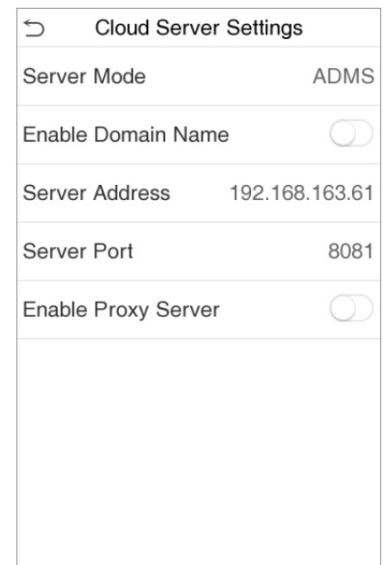 Cloud Server Settings
Server Mode ADMS
Enable Domain Name
Server Address 192.168.163.61
Server Port 8081
Enable Proxy Server